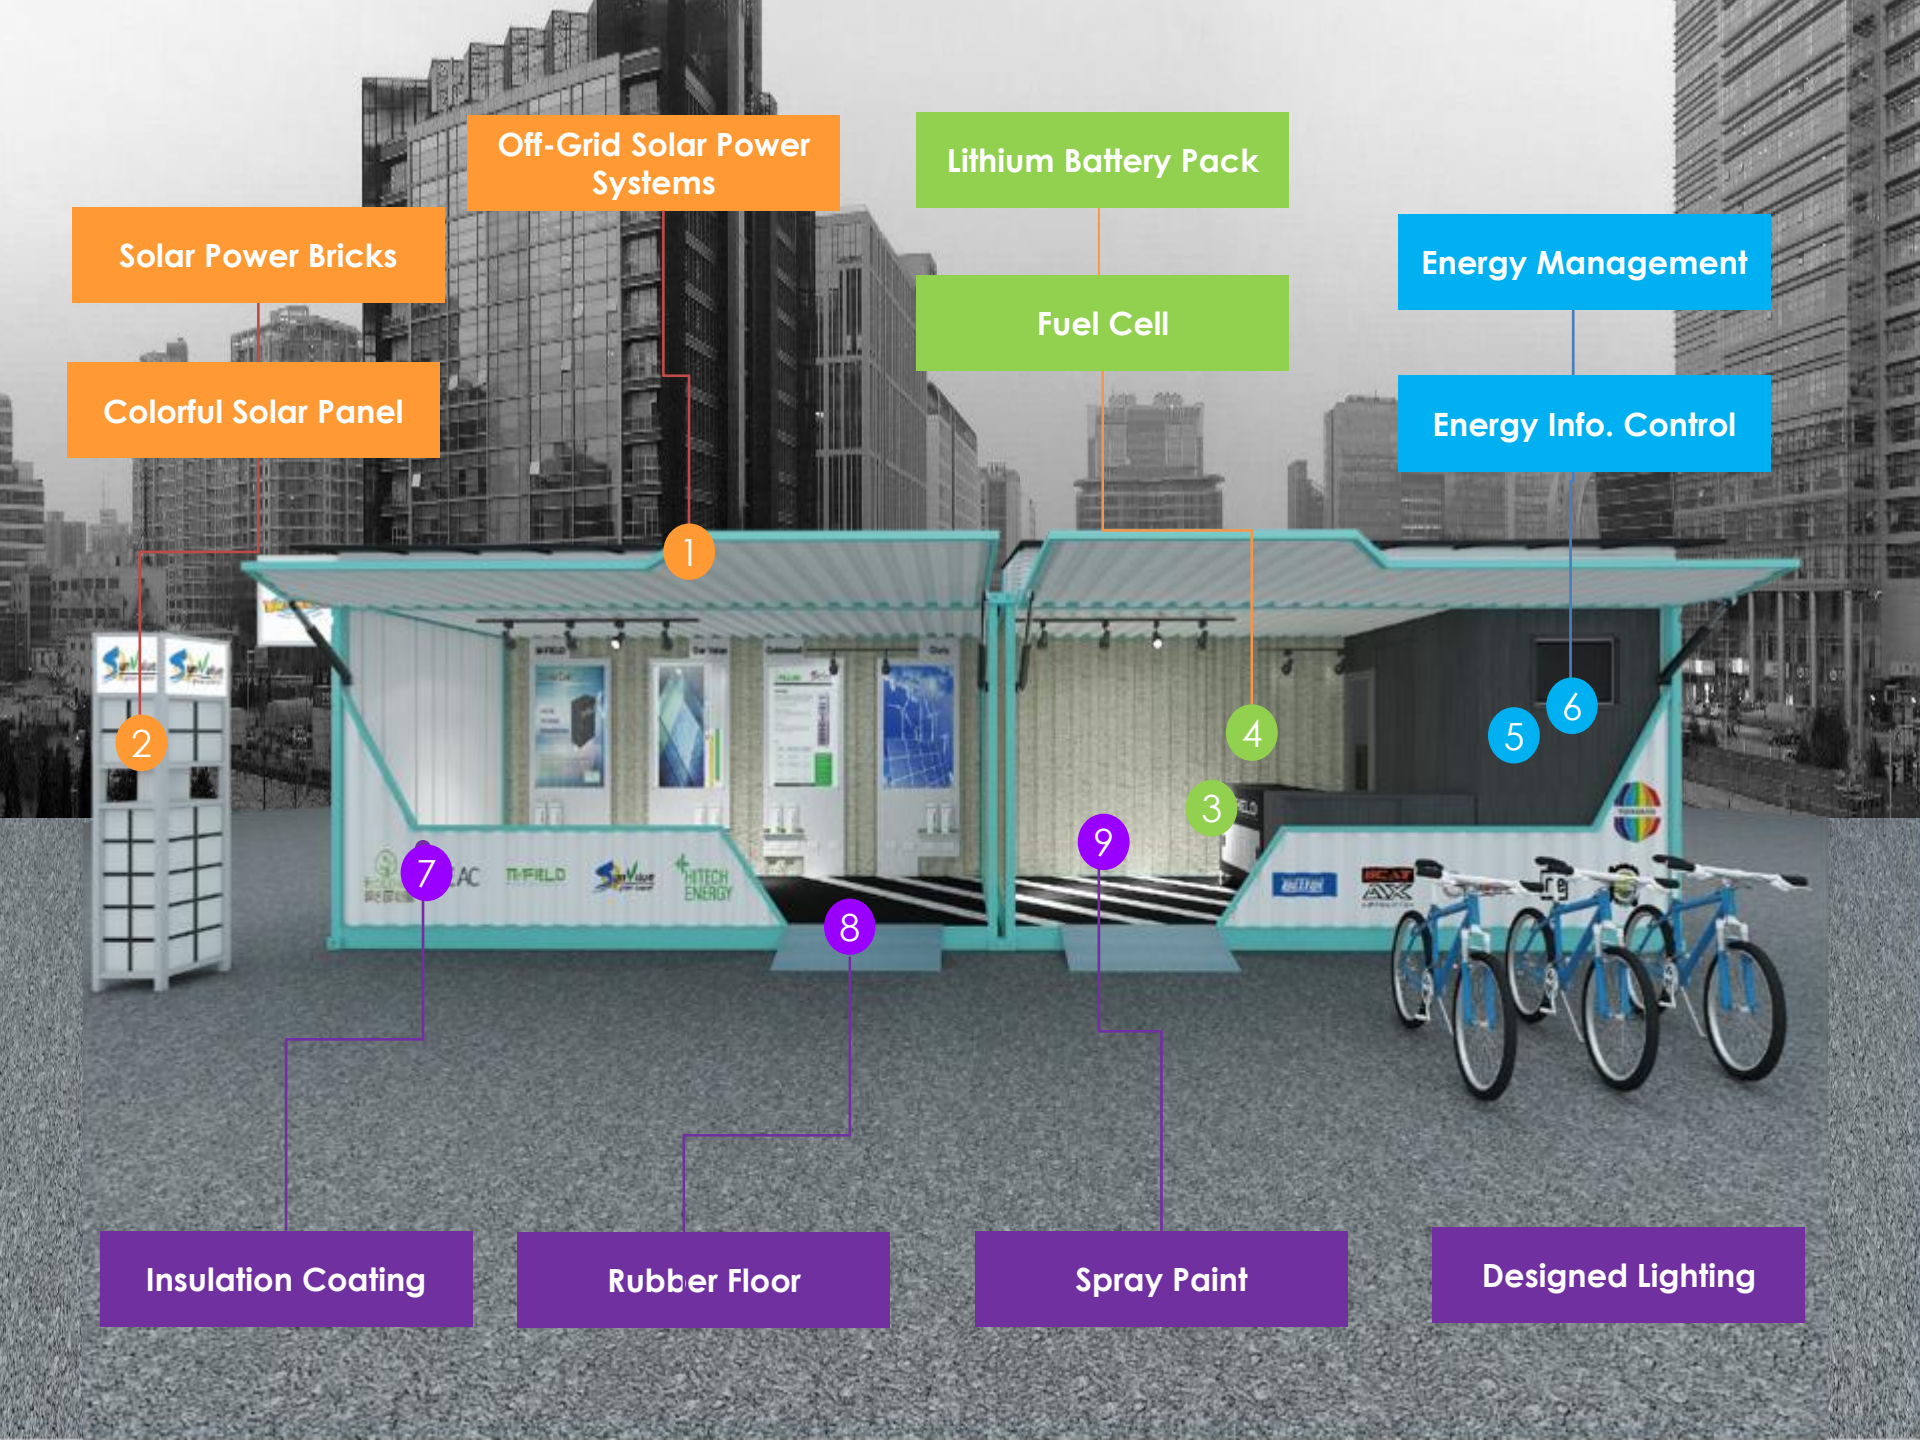 Off-Grid Solar Power
Systems
Lithium Battery Pack
Solar Power Bricks
Energy Management
Fuel Cell
Colorful Solar Panel
Energy Info. Control
1
2
6
5
4
3
9
7
8
M-FIELD
SunValue
HITECH
ENERGY
Insulation Coating
Rubber Floor
Spray Paint
Designed Lighting